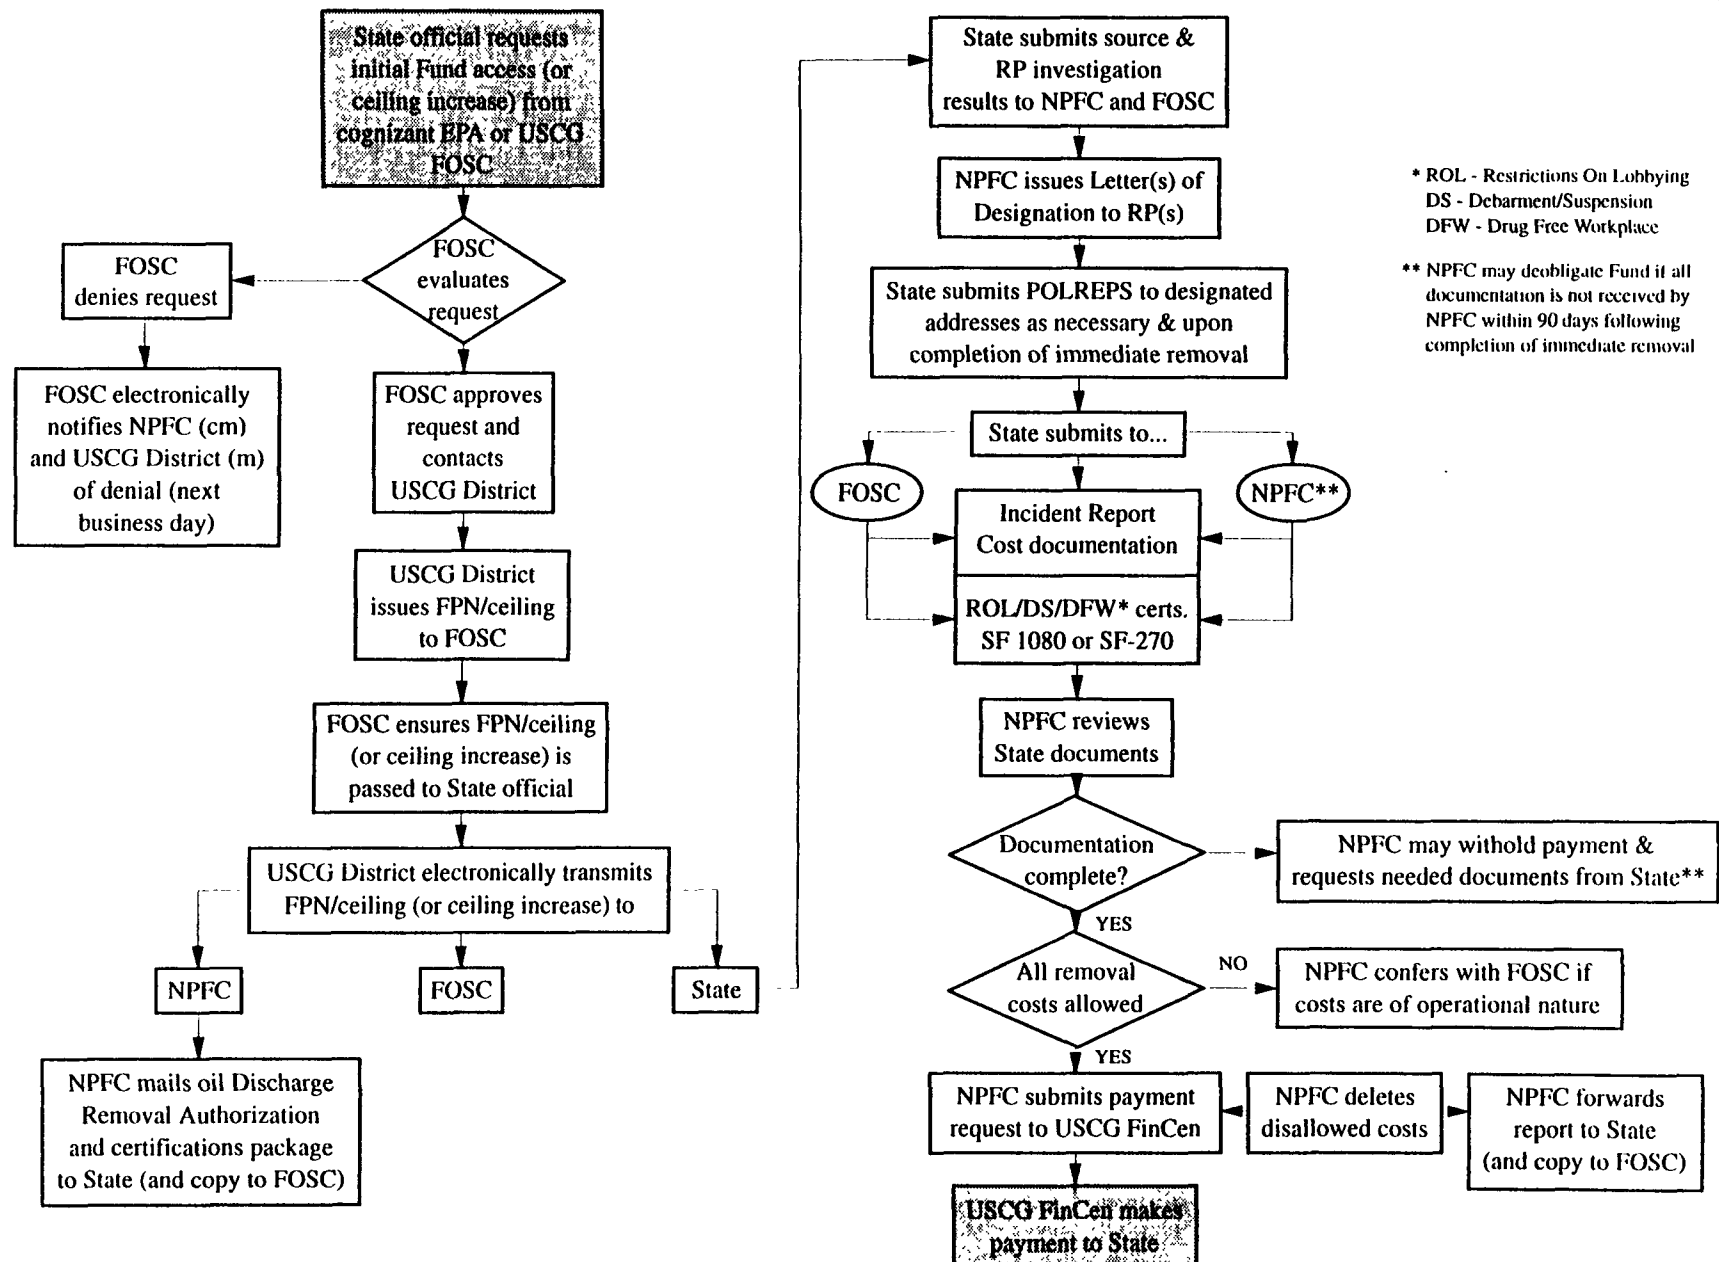 State official requests
initial Fund access (or
ceiling increase) from
cognizant EPA or USCG
FOSC
FOSC
evaluates
request
FOSC
denies request
FOSC electronically
notifies NPFC (cm)
and USCG District (m)
of denial (next
business day)
FOSC approves
request and
contacts
USCG District
USCG District
issues FPN/ceiling
to FOSC
FOSC ensures FPN/ceiling
(or ceiling increase) is
passed to State official
USCG District electronically transmits
FPN/ceiling (or ceiling increase) to
NPFC
FOSC
State
NPFC mails oil Discharge
Removal Authorization
and certifications package
to State (and copy to FOSC)
State submits source &
RP investigation
results to NPFC and FOSC
NPFC issues Letter(s) of
Designation to RP(s)
State submits POLREPS to designated
addresses as necessary & upon
completion of immediate removal
State submits to...
FOSC
NPFC**
Incident Report
Cost documentation
ROL/DS/DFW* certs.
SF 1080 or SF-270
NPFC reviews
State documents
Documentation
complete?
NPFC may withold payment &
requests needed documents from State**
YES
All removal
costs allowed
NO
NPFC confers with FOSC if
costs are of operational nature
YES
NPFC submits payment
request to USCG FinCen
NPFC deletes
disallowed costs
NPFC forwards
report to State
(and copy to FOSC)
USCG FinCen makes
payment to State
* ROL - Restrictions On Lobbying
DS - Debarment/Suspension
DFW - Drug Free Workplace
** NPFC may deobligate Fund if all
documentation is not received by
NPFC within 90 days following
completion of immediate removal